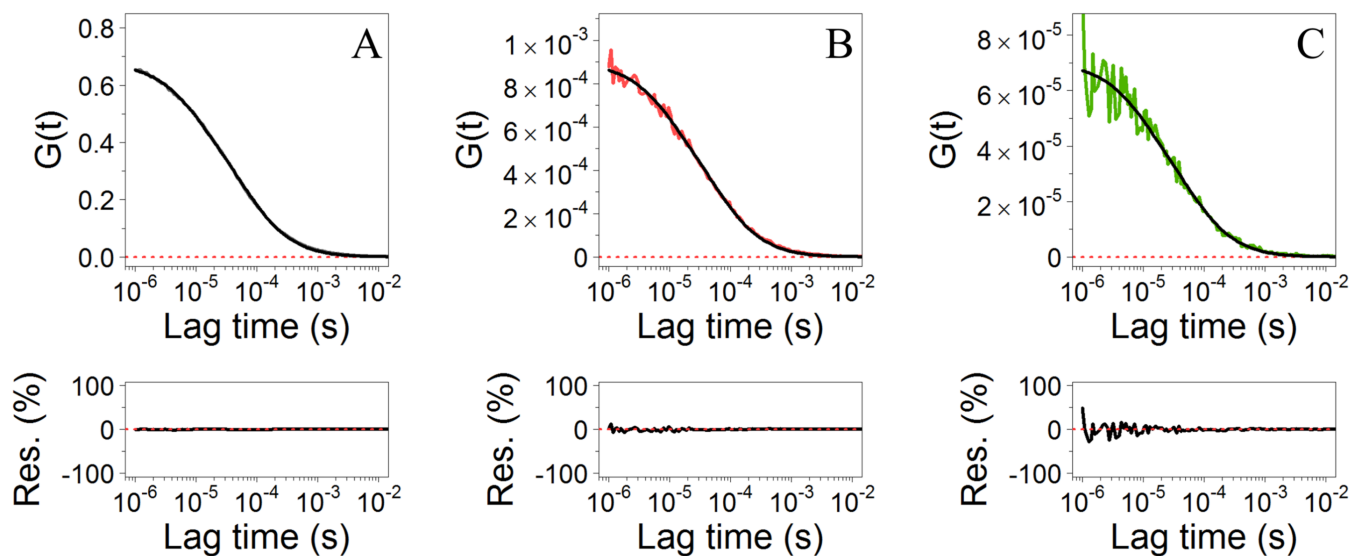 A
G(t)
0.8
0.6
0.4
0.2
0.0
10⁻⁶ 10⁻⁵ 10⁻⁴ 10⁻³ 10⁻²
Lag time (s)
B
G(t)
1 × 10⁻³
8 × 10⁻⁴
6 × 10⁻⁴
4 × 10⁻⁴
2 × 10⁻⁴
0
10⁻⁶ 10⁻⁵ 10⁻⁴ 10⁻³ 10⁻²
Lag time (s)
C
G(t)
8 × 10⁻⁵
6 × 10⁻⁵
4 × 10⁻⁵
2 × 10⁻⁵
0
10⁻⁶ 10⁻⁵ 10⁻⁴ 10⁻³ 10⁻²
Lag time (s)
Res. (%)
100
0
-100
10⁻⁶ 10⁻⁵ 10⁻⁴ 10⁻³ 10⁻²
Lag time (s)
Res. (%)
100
0
-100
10⁻⁶ 10⁻⁵ 10⁻⁴ 10⁻³ 10⁻²
Lag time (s)
Res. (%)
100
0
-100
10⁻⁶ 10⁻⁵ 10⁻⁴ 10⁻³ 10⁻²
Lag time (s)